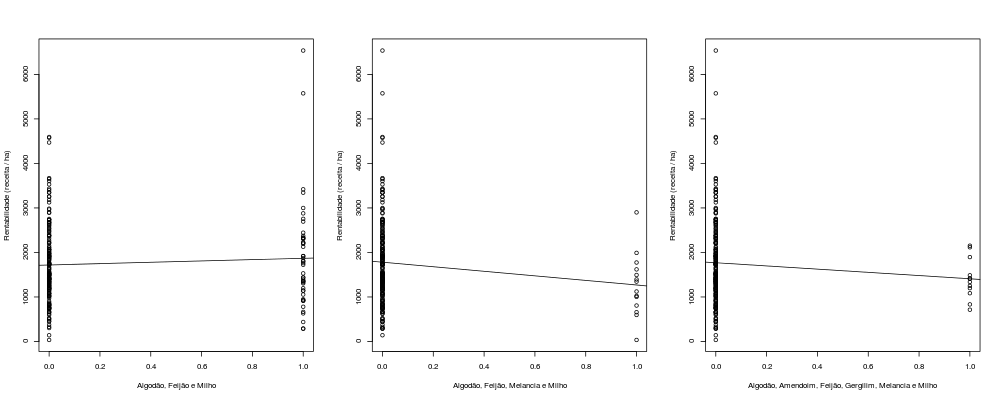 Rentabilidade (receita / ha)
6000
5000
4000
3000
2000
1000
0
0.0 0.2 0.4 0.6 0.8 1.0
Algodão, Feijão e Milho
Rentabilidade (receita / ha)
6000
5000
4000
3000
2000
1000
0
0.0 0.2 0.4 0.6 0.8 1.0
Algodão, Feijão, Melancia e Milho
Rentabilidade (receita / ha)
6000
5000
4000
3000
2000
1000
0
0.0 0.2 0.4 0.6 0.8 1.0
Algodão, Amendoim, Feijão, Gergilim, Melancia e Milho